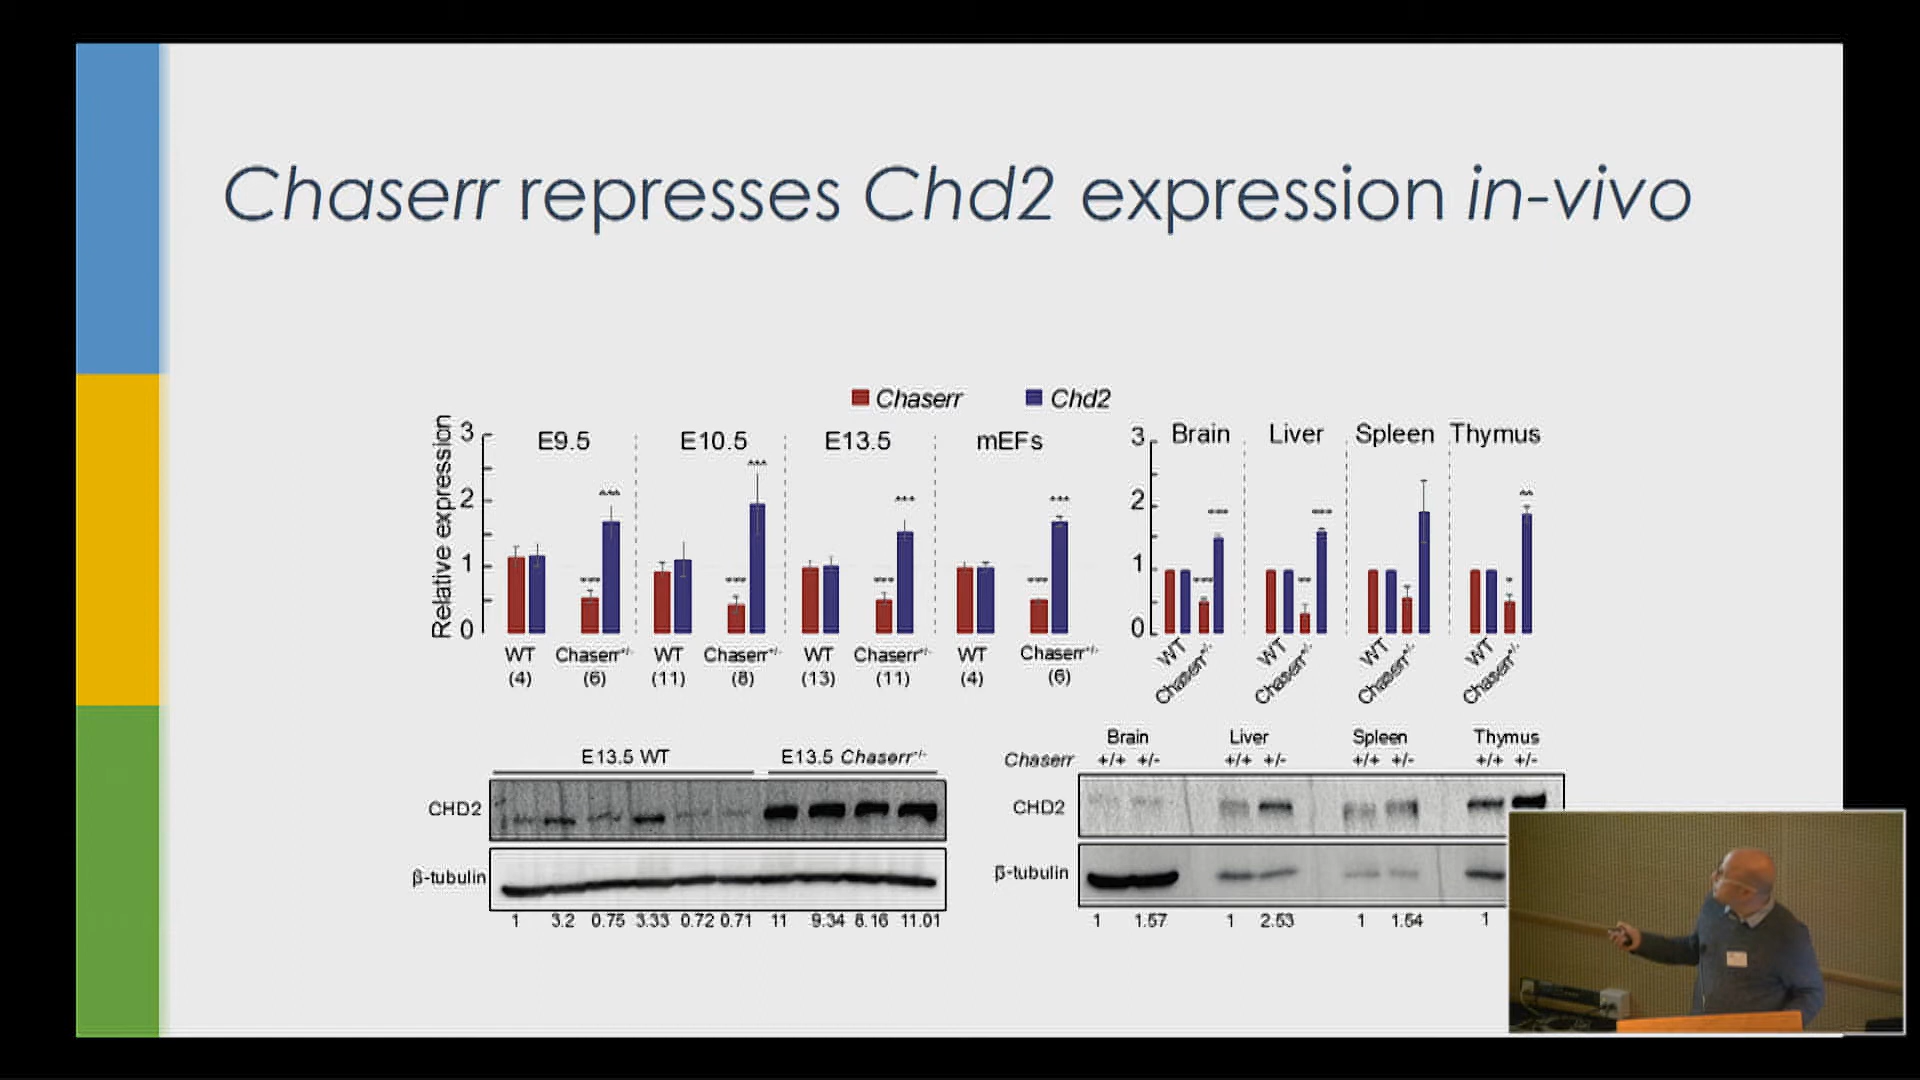 Chaserr represses Chd2 expression in-vivo
Chaserr Chd2
Relative expression
3
2
1
0
E9.5 E10.5 E13.5 mEFs
*** *** *** ***
*** *** *** ***
WT Chaserr+/- WT Chaserr+/- WT Chaserr+/- WT Chaserr+/-
(4) (6) (11) (8) (13) (11) (4) (6)
3
2
1
0
Brain Liver Spleen Thymus
*** *** **
*** ** *
WT Chaserr+/- WT Chaserr+/- WT Chaserr+/- WT Chaserr+/-
E13.5 WT E13.5 Chaserr+/-
CHD2
β-tubulin
1 3.2 0.75 3.33 0.72 0.71 11 9.34 8.16 11.01
Brain Liver Spleen Thymus
Chaserr +/+ +/- +/+ +/- +/+ +/- +/+ +/-
CHD2
β-tubulin
1 1.57 1 2.53 1 1.54 1